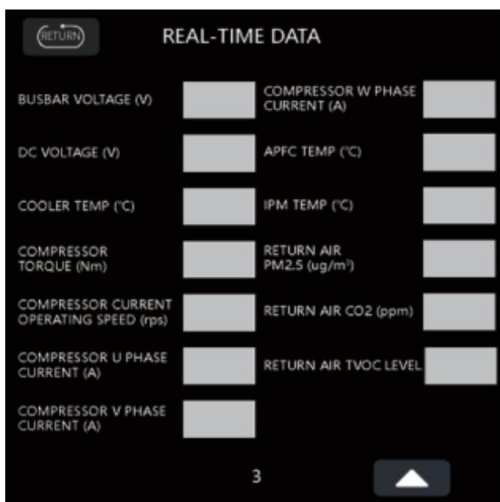 RETURN
REAL-TIME DATA
BUSBAR VOLTAGE (V)
DC VOLTAGE (V)
COOLER TEMP (℃)
COMPRESSOR
TORQUE (Nm)
COMPRESSOR CURRENT
OPERATING SPEED (rps)
COMPRESSOR U PHASE
CURRENT (A)
COMPRESSOR V PHASE
CURRENT (A)
COMPRESSOR W PHASE
CURRENT (A)
APFC TEMP (℃)
IPM TEMP (℃)
RETURN AIR
PM2.5 (ug/m³)
RETURN AIR CO2 (ppm)
RETURN AIR TVOC LEVEL
3